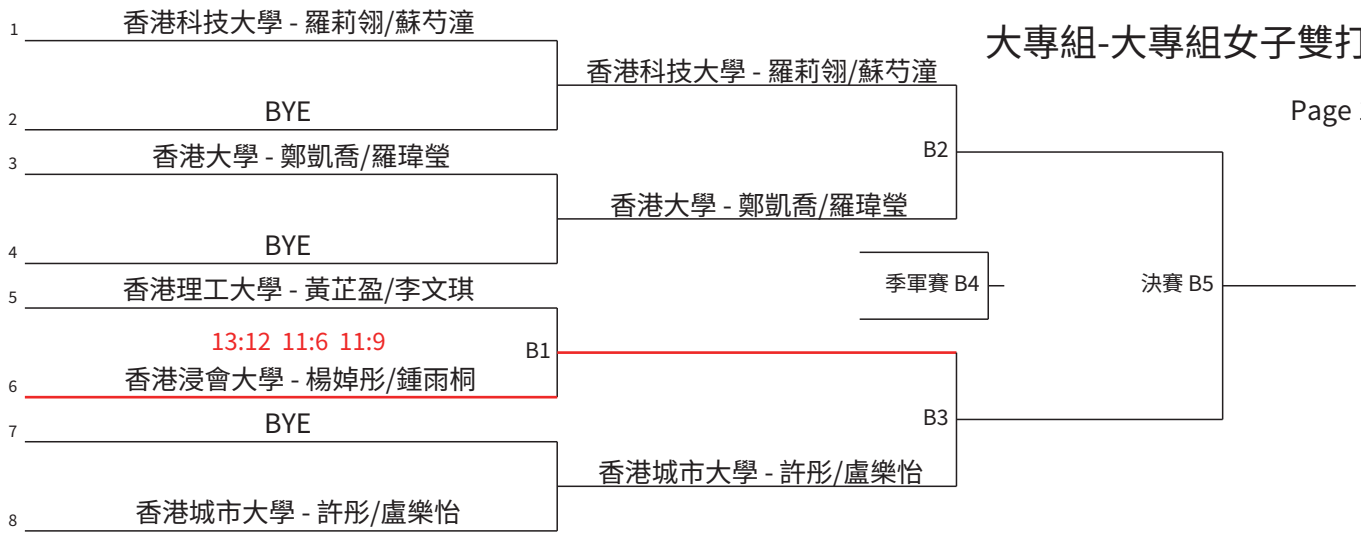 大專組-大專組女子雙打
Page
1 香港科技大學 - 羅莉翎/蘇芍潼
香港科技大學 - 羅莉翎/蘇芍潼
2 BYE
3 香港大學 - 鄭凱喬/羅瑋瑩
B2
香港大學 - 鄭凱喬/羅瑋瑩
4 BYE
季軍賽 B4
決賽 B5
5 香港理工大學 - 黃芷盈/李文琪
13:12 11:6 11:9
B1
6 香港浸會大學 - 楊婥彤/鍾雨桐
7 BYE
B3
香港城市大學 - 許彤/盧樂怡
8 香港城市大學 - 許彤/盧樂怡